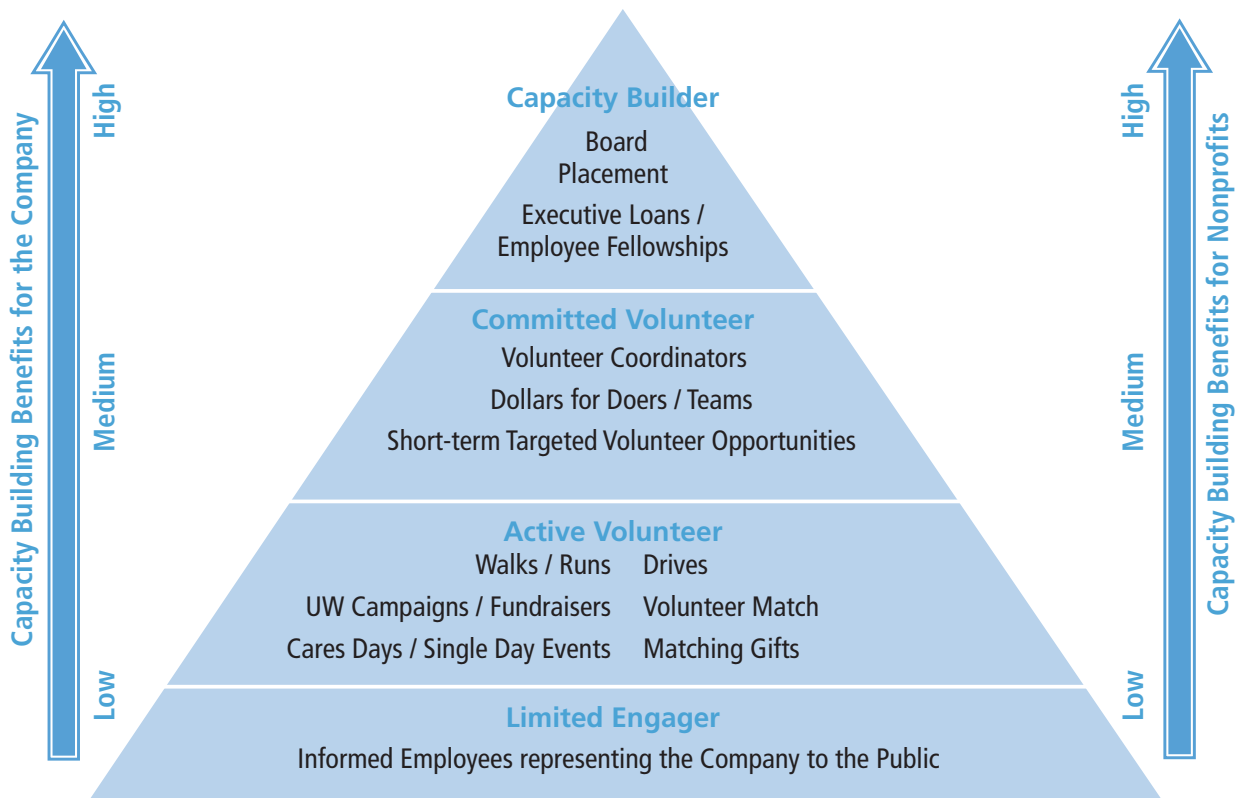 Capacity Building Benefits for the Company
High
Medium
Low
Capacity Builder
Board
Placement
Executive Loans /
Employee Fellowships
Committed Volunteer
Volunteer Coordinators
Dollars for Doers / Teams
Short-term Targeted Volunteer Opportunities
Active Volunteer
Walks / Runs Drives
UW Campaigns / Fundraisers Volunteer Match
Cares Days / Single Day Events Matching Gifts
Limited Engager
Informed Employees representing the Company to the Public
High
Medium
Low
Capacity Building Benefits for Nonprofits